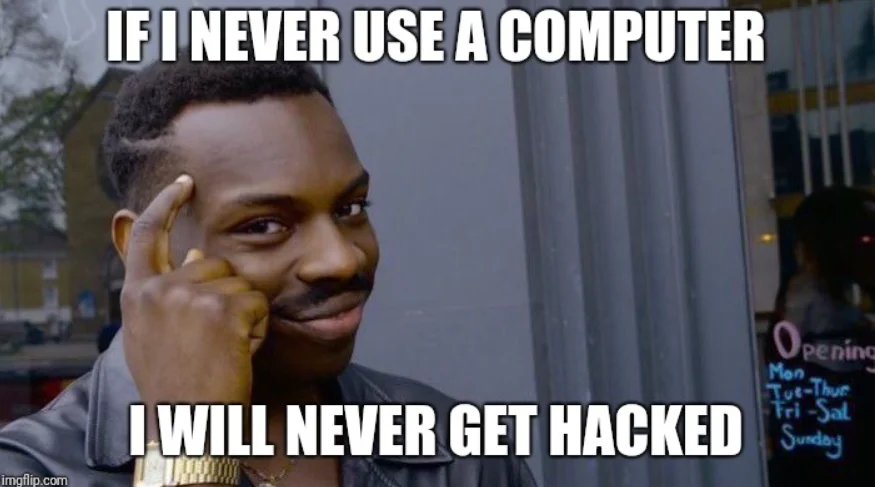 IF I NEVER USE A COMPUTER
Opening
Mon
Tue-Thur
Fri-Sat
Sunday
I WILL NEVER GET HACKED
imgflip.com